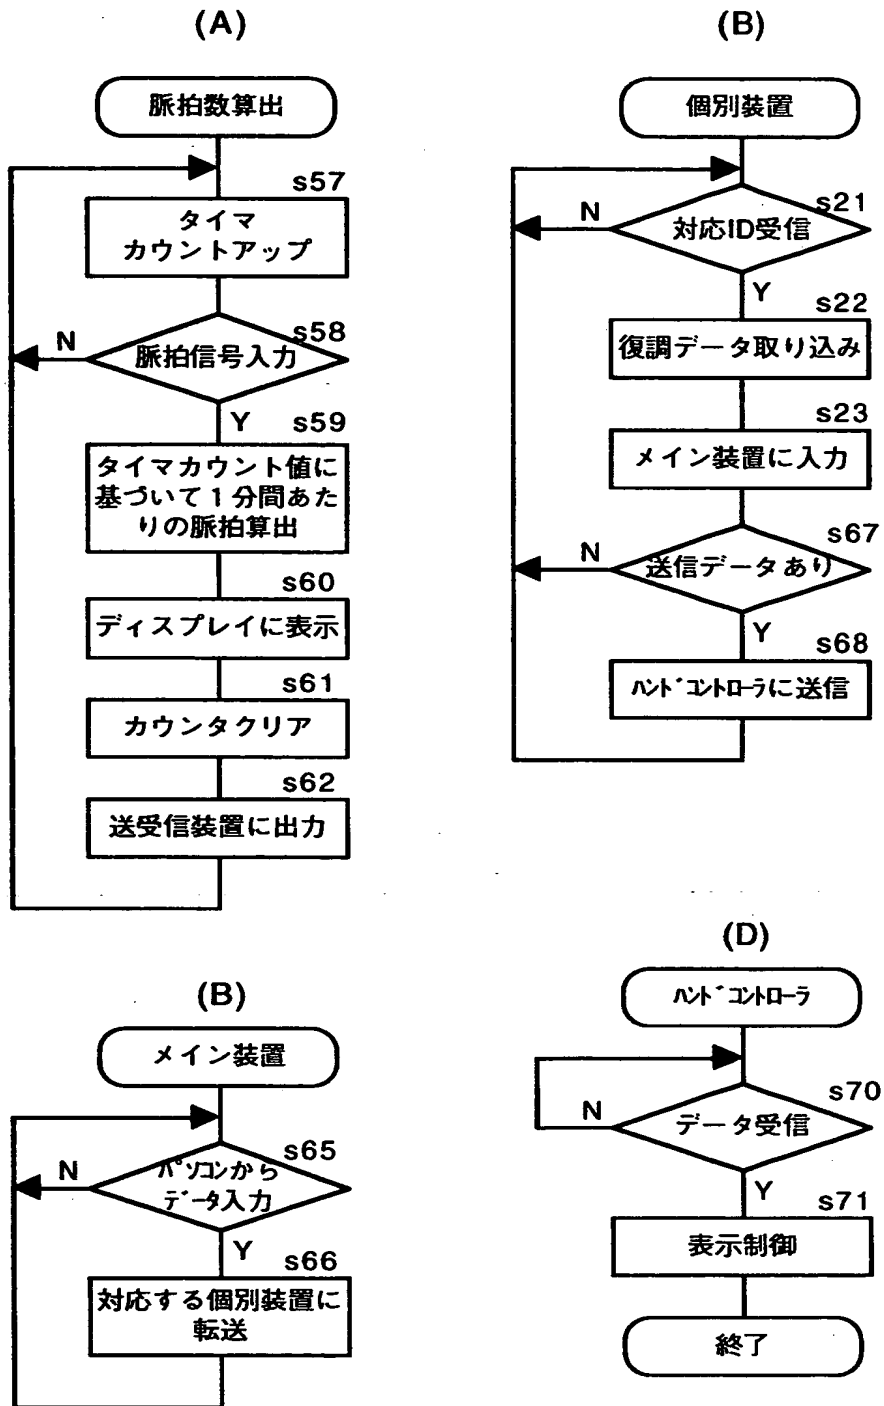 (A)
脈拍数算出
s57
タイマ
カウントアップ
s58
脈拍信号入力
N
Y
s59
タイマカウント値に
基づいて1分間あた
りの脈拍算出
s60
ディスプレイに表示
s61
カウンタクリア
s62
送受信装置に出力
(B)
個別装置
s21
対応ID受信
N
Y
s22
復調データ取り込み
s23
メイン装置に入力
s67
送信データあり
N
Y
s68
ハンドコントローラに送信
(B)
メイン装置
s65
パソコンから
データ入力
N
Y
s66
対応する個別装置に
転送
(D)
ハンドコントローラ
s70
データ受信
N
Y
s71
表示制御
終了